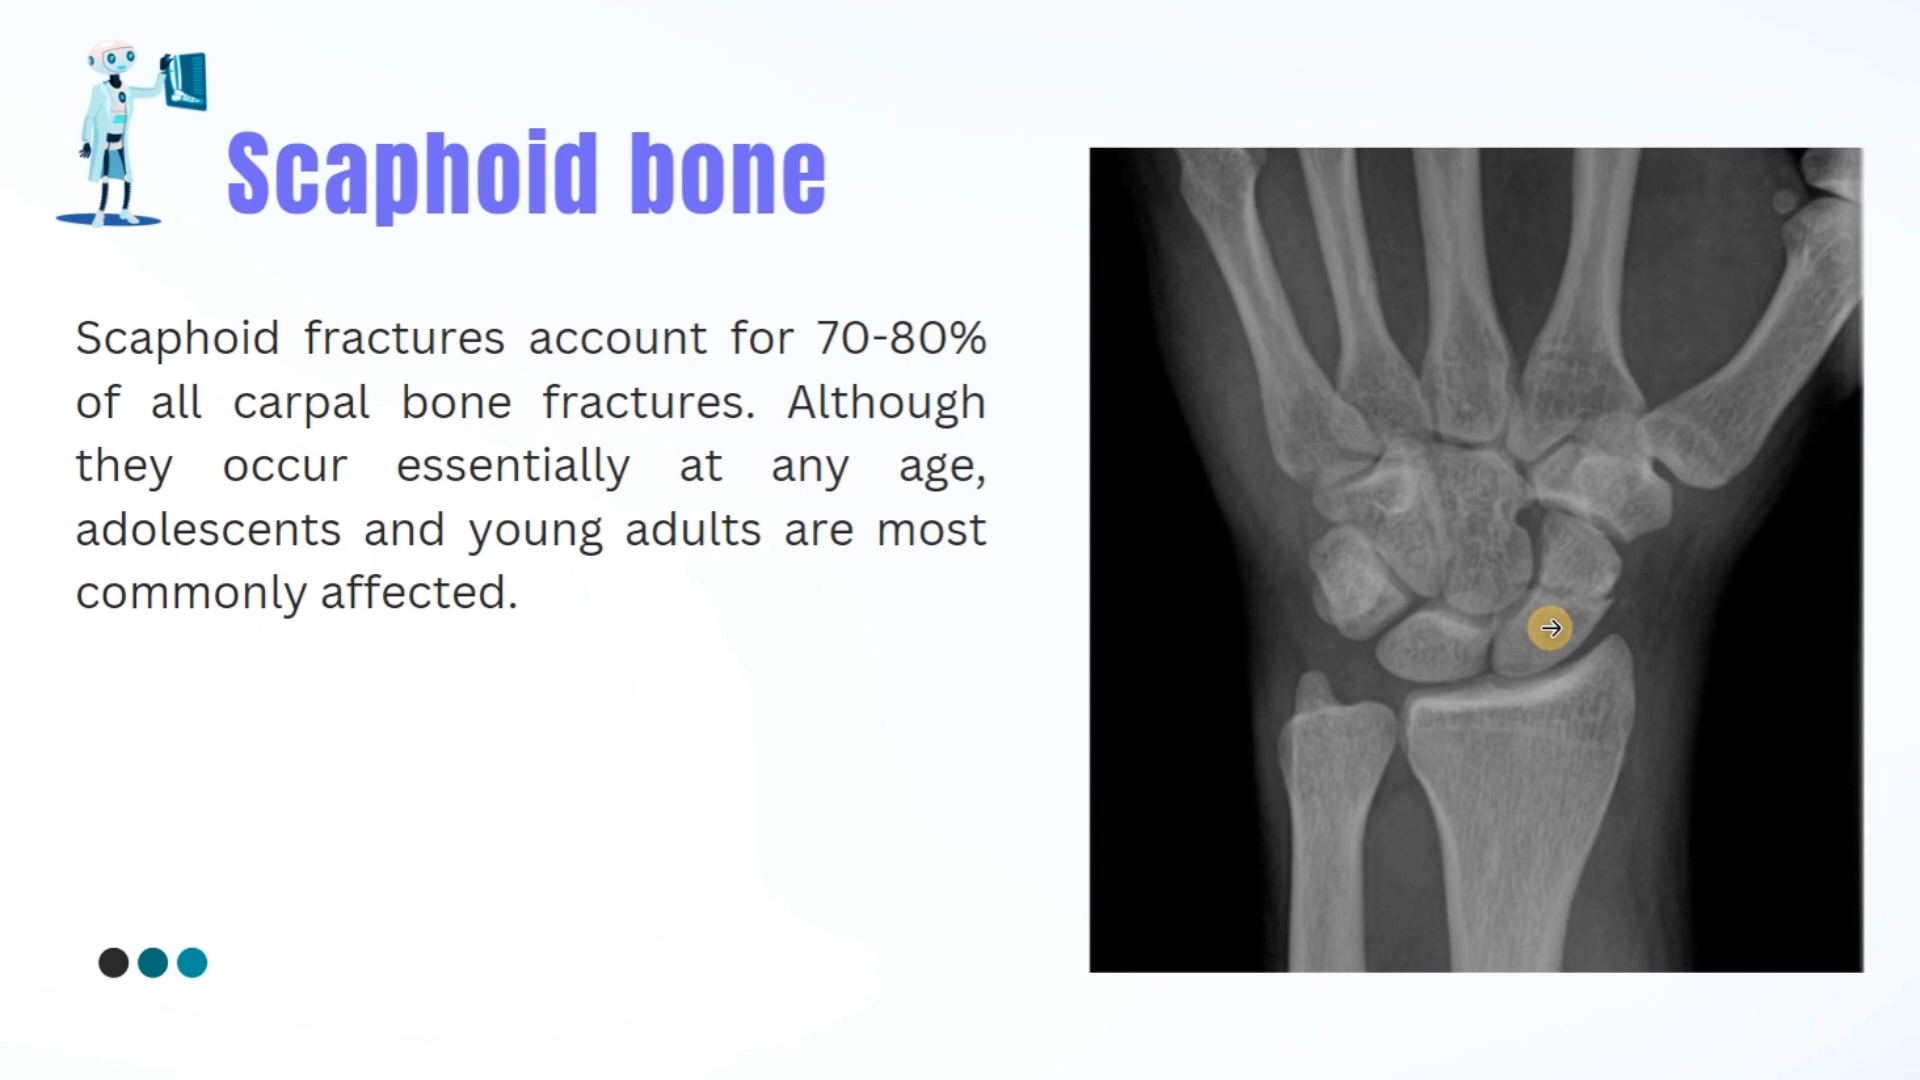 Scaphoid bone
Scaphoid fractures account for 70-80%
of all carpal bone fractures. Although
they occur essentially at any age,
adolescents and young adults are most
commonly affected.